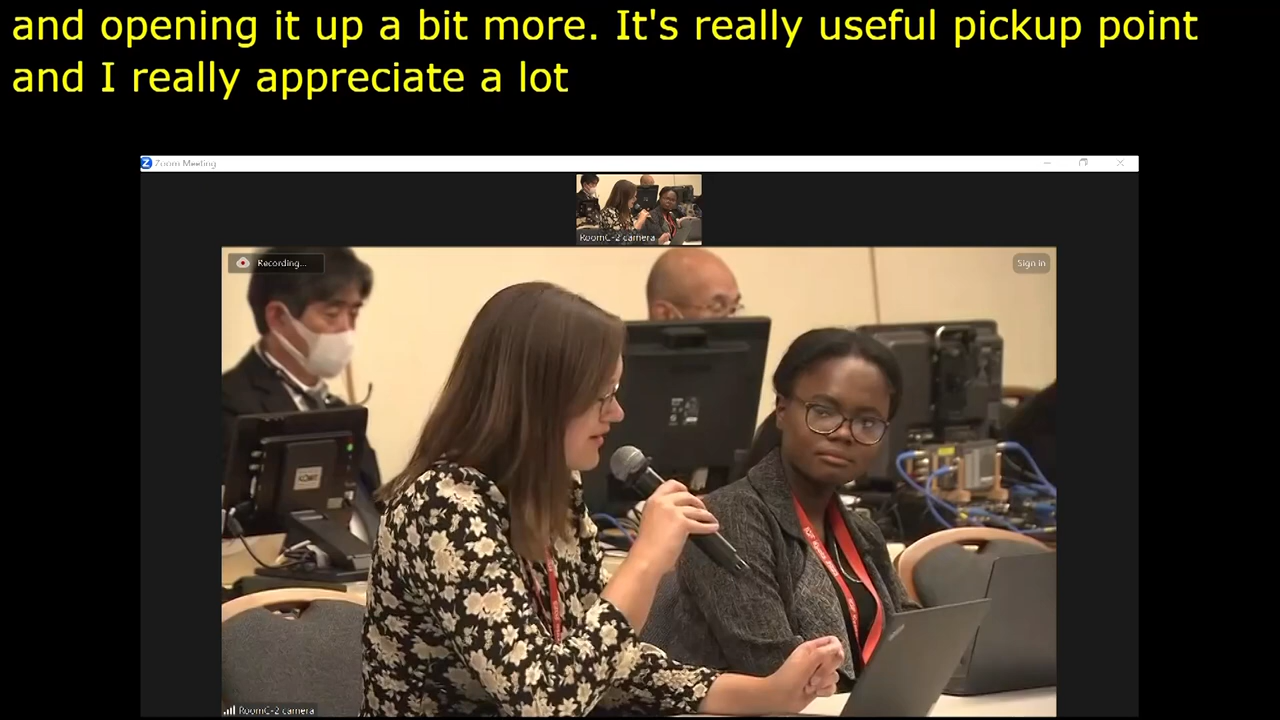 and opening it up a bit more. It's really useful pickup point
and I really appreciate a lot
Zoom Meeting
RoomC-2 camera
Recording...
Sign in
RoomC-2 camera